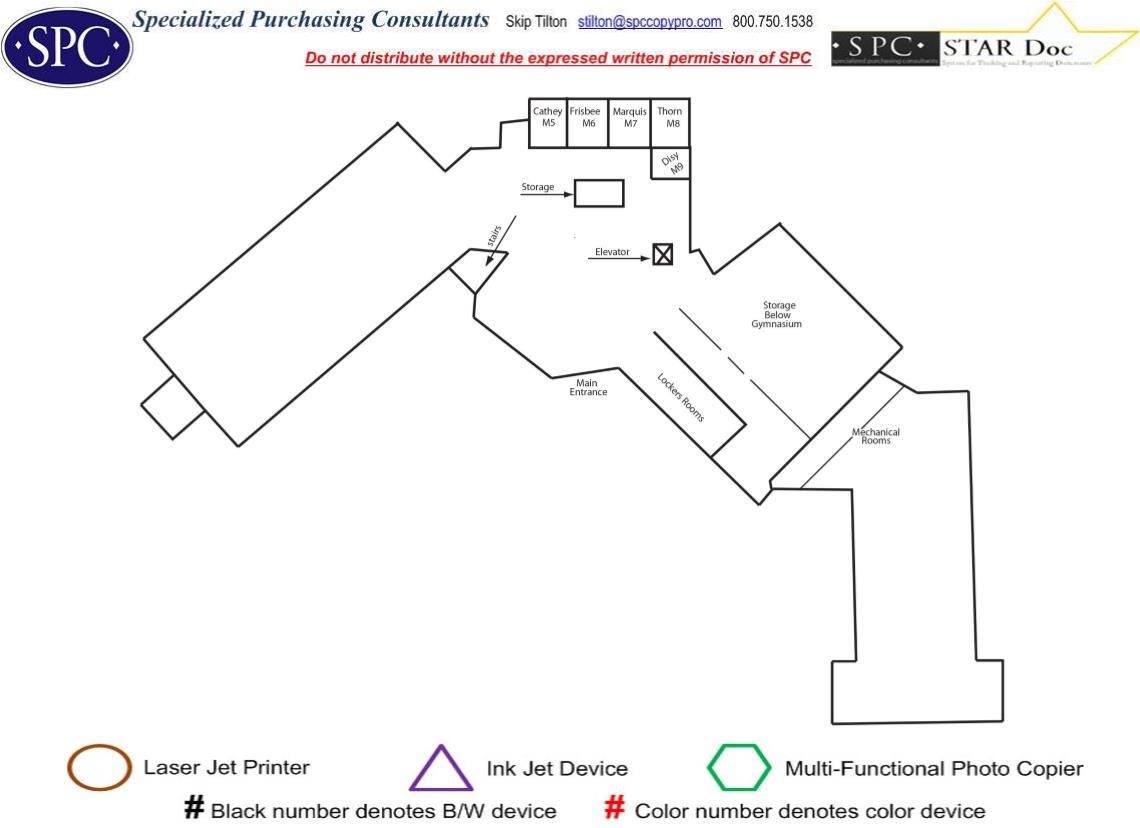 ·SPC·
Specialized Purchasing Consultants Skip Tilton stilton@spccopypro.com 800.750.1538
Do not distribute without the expressed written permission of SPC
·SPC· STAR Doc
specialized purchasing consultants System for Tracking and Reporting Documents
Cathey
M5
Frisbee
M6
Marquis
M7
Thorn
M8
Disy
M9
Storage
stairs
Elevator
Storage
Below
Gymnasium
Main
Entrance
Lockers Rooms
Mechanical
Rooms
Laser Jet Printer
Ink Jet Device
Multi-Functional Photo Copier
# Black number denotes B/W device
# Color number denotes color device